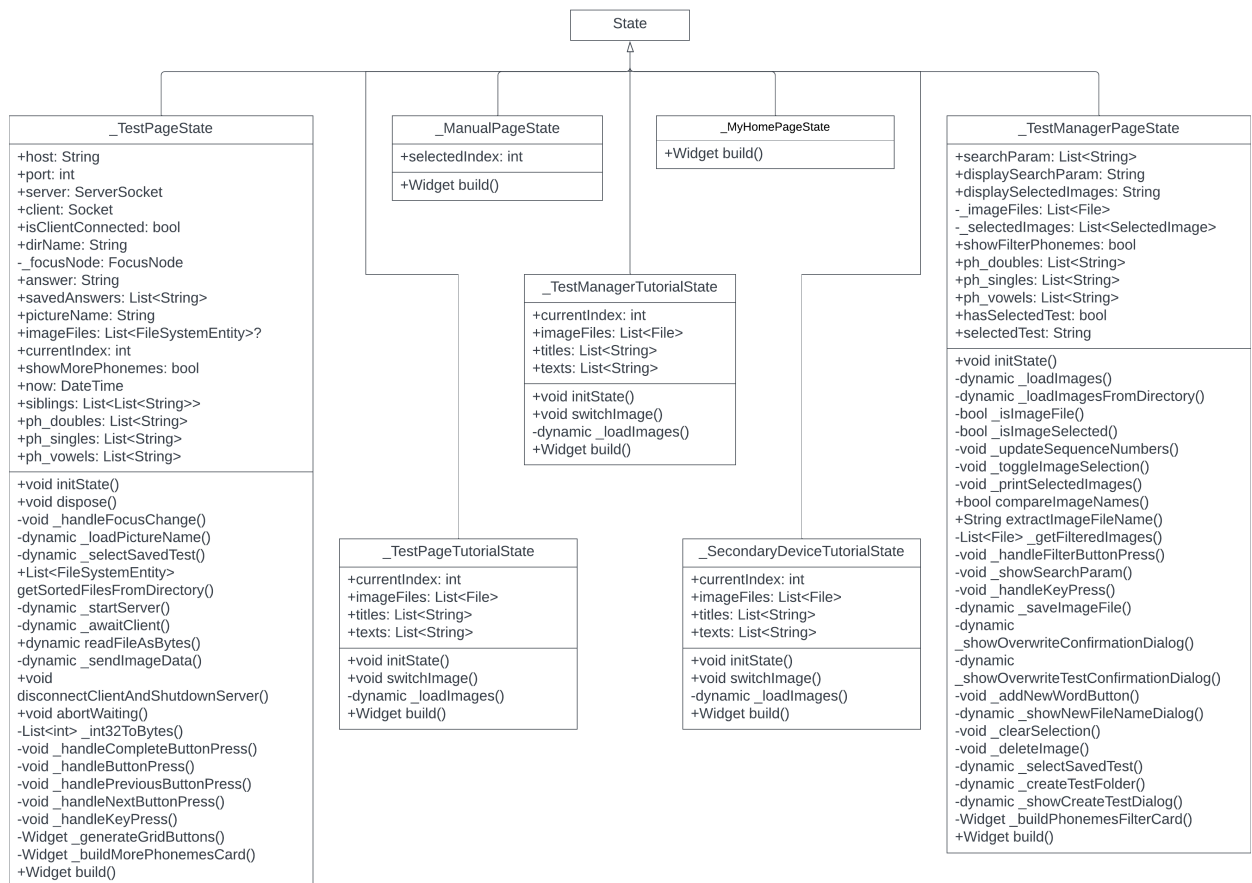 State
_TestPageState
+host: String
+port: int
+server: ServerSocket
+client: Socket
+isClientConnected: bool
+dirName: String
-_focusNode: FocusNode
+answer: String
+savedAnswers: List<String>
+pictureName: String
+imageFiles: List<FileSystemEntity>?
+currentIndex: int
+showMorePhonemes: bool
+now: DateTime
+siblings: List<List<String>>
+ph_doubles: List<String>
+ph_singles: List<String>
+ph_vowels: List<String>
+void initState()
+void dispose()
-void _handleFocusChange()
-dynamic _loadPictureName()
-dynamic _selectSavedTest()
+List<FileSystemEntity>
getSortedFilesFromDirectory()
-dynamic _startServer()
-dynamic _awaitClient()
+dynamic readFileAsBytes()
-dynamic _sendImageData()
+void
disconnectClientAndShutdownServer()
+void abortWaiting()
-List<int> _int32ToBytes()
-void _handleCompleteButtonPress()
-void _handleButtonPress()
-void _handlePreviousButtonPress()
-void _handleNextButtonPress()
-void _handleKeyPress()
-Widget _generateGridButtons()
-Widget _buildMorePhonemesCard()
+Widget build()
_ManualPageState
+selectedIndex: int
+Widget build()
_MyHomePageState
+Widget build()
_TestManagerTutorialState
+currentIndex: int
+imageFiles: List<File>
+titles: List<String>
+texts: List<String>
+void initState()
+void switchImage()
-dynamic _loadImages()
+Widget build()
_TestPageTutorialState
+currentIndex: int
+imageFiles: List<File>
+titles: List<String>
+texts: List<String>
+void initState()
+void switchImage()
-dynamic _loadImages()
+Widget build()
_SecondaryDeviceTutorialState
+currentIndex: int
+imageFiles: List<File>
+titles: List<String>
+texts: List<String>
+void initState()
+void switchImage()
-dynamic _loadImages()
+Widget build()
_TestManagerPageState
+searchParam: List<String>
+displaySearchParam: String
+displaySelectedImages: String
-_imageFiles: List<File>
-_selectedImages: List<SelectedImage>
+showFilterPhonemes: bool
+ph_doubles: List<String>
+ph_singles: List<String>
+ph_vowels: List<String>
+hasSelectedTest: bool
+selectedTest: String
+void initState()
-dynamic _loadImages()
-dynamic _loadImagesFromDirectory()
-bool _isImageFile()
-bool _isImageSelected()
-void _updateSequenceNumbers()
-void _toggleImageSelection()
-void _printSelectedImages()
+bool compareImageNames()
+String extractImageFileName()
-List<File> _getFilteredImages()
-void _handleFilterButtonPress()
-void _showSearchParam()
-void _handleKeyPress()
-dynamic _saveImageFile()
-dynamic
_showOverwriteConfirmationDialog()
-dynamic
_showOverwriteTestConfirmationDialog()
-void _addNewWordButton()
-dynamic _showNewFileNameDialog()
-void _clearSelection()
-void _deleteImage()
-dynamic _selectSavedTest()
-dynamic _createTestFolder()
-dynamic _showCreateTestDialog()
-Widget _buildPhonemesFilterCard()
+Widget build()